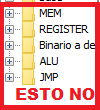 MEM
REGISTER
Binario a de
ALU
JMP
ESTO NO